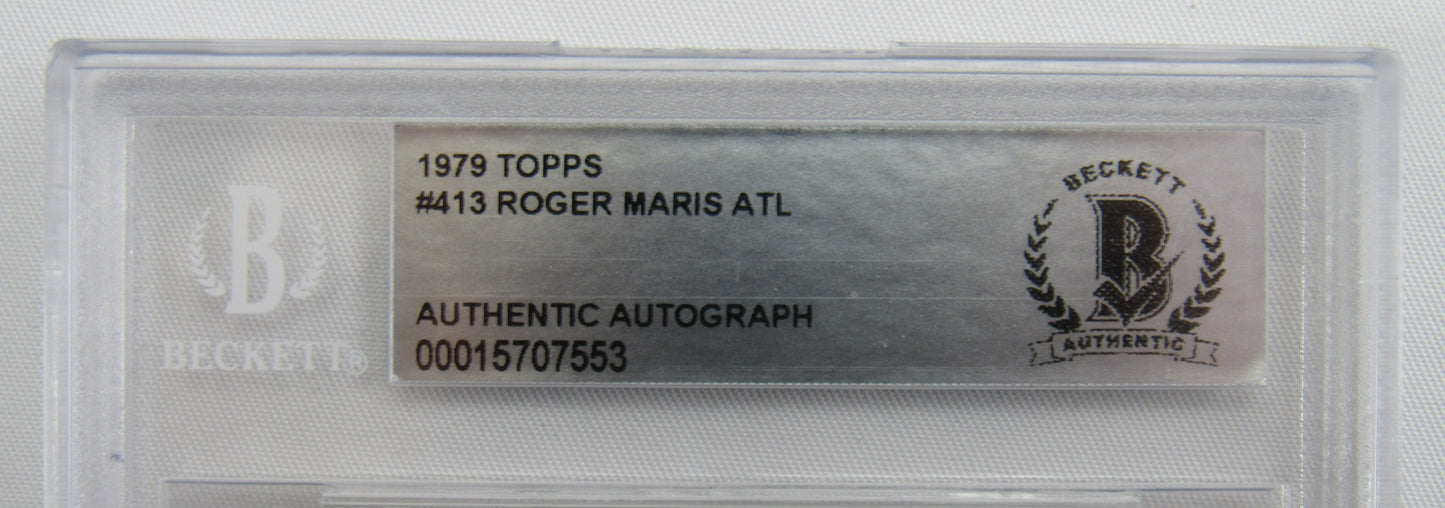 1979 TOPPS
#413 ROGER MARIS ATL
AUTHENTIC AUTOGRAPH
00015707553
BECKETT
B
AUTHENTIC
B
BECKETT®